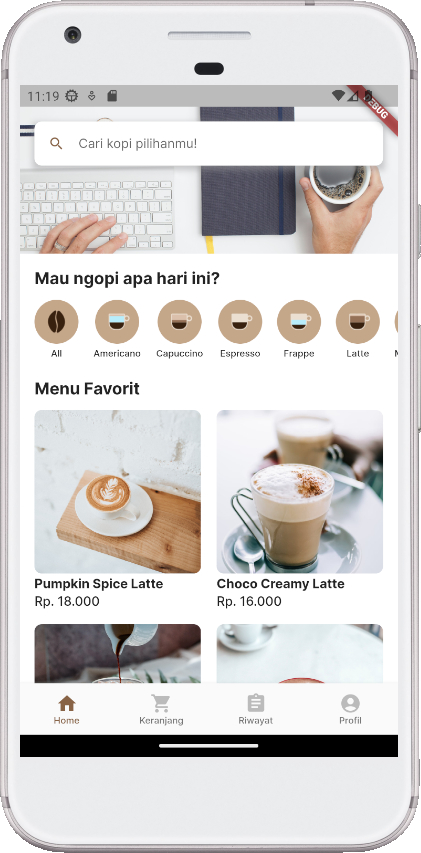 11:19
DEBUG
Cari kopi pilihanmu!
Mau ngopi apa hari ini?
All
Americano
Capuccino
Espresso
Frappe
Latte
Menu Favorit
Pumpkin Spice Latte
Choco Creamy Latte
Rp. 18.000
Rp. 16.000
Home
Keranjang
Riwayat
Profil